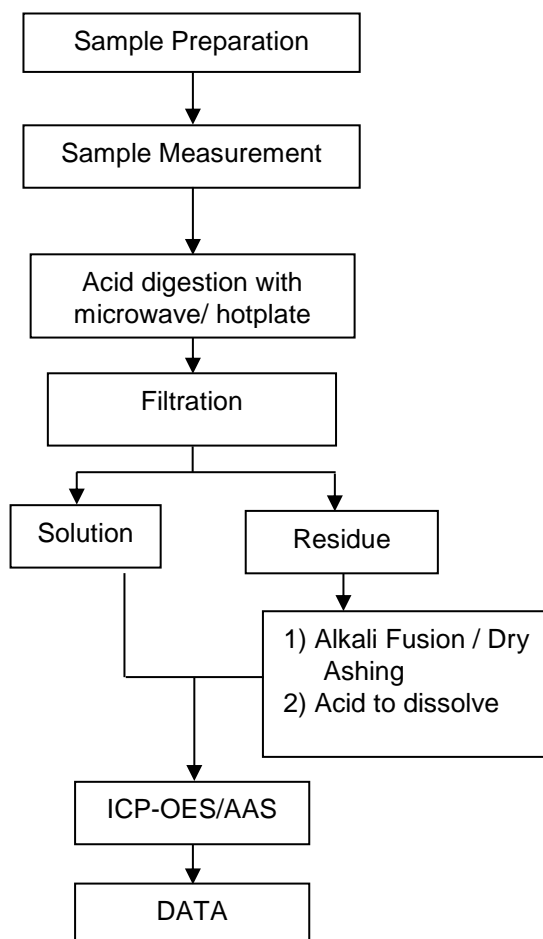 Sample Preparation
Sample Measurement
Acid digestion with
microwave/ hotplate
Filtration
Solution
Residue
1) Alkali Fusion / Dry
Ashing
2) Acid to dissolve
ICP-OES/AAS
DATA